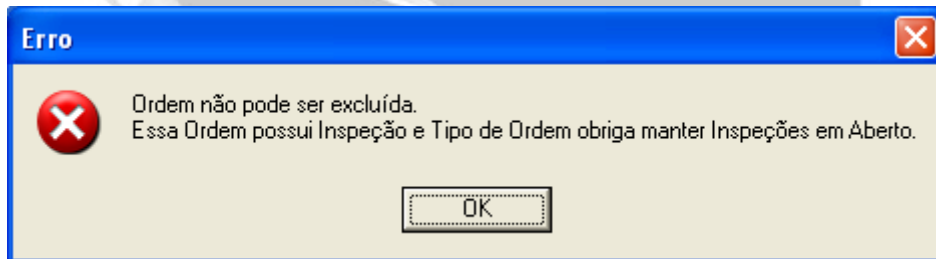 Erro
Ordem não pode ser excluída.
Essa Ordem possui Inspeção e Tipo de Ordem obriga manter Inspeções em Aberto.
OK